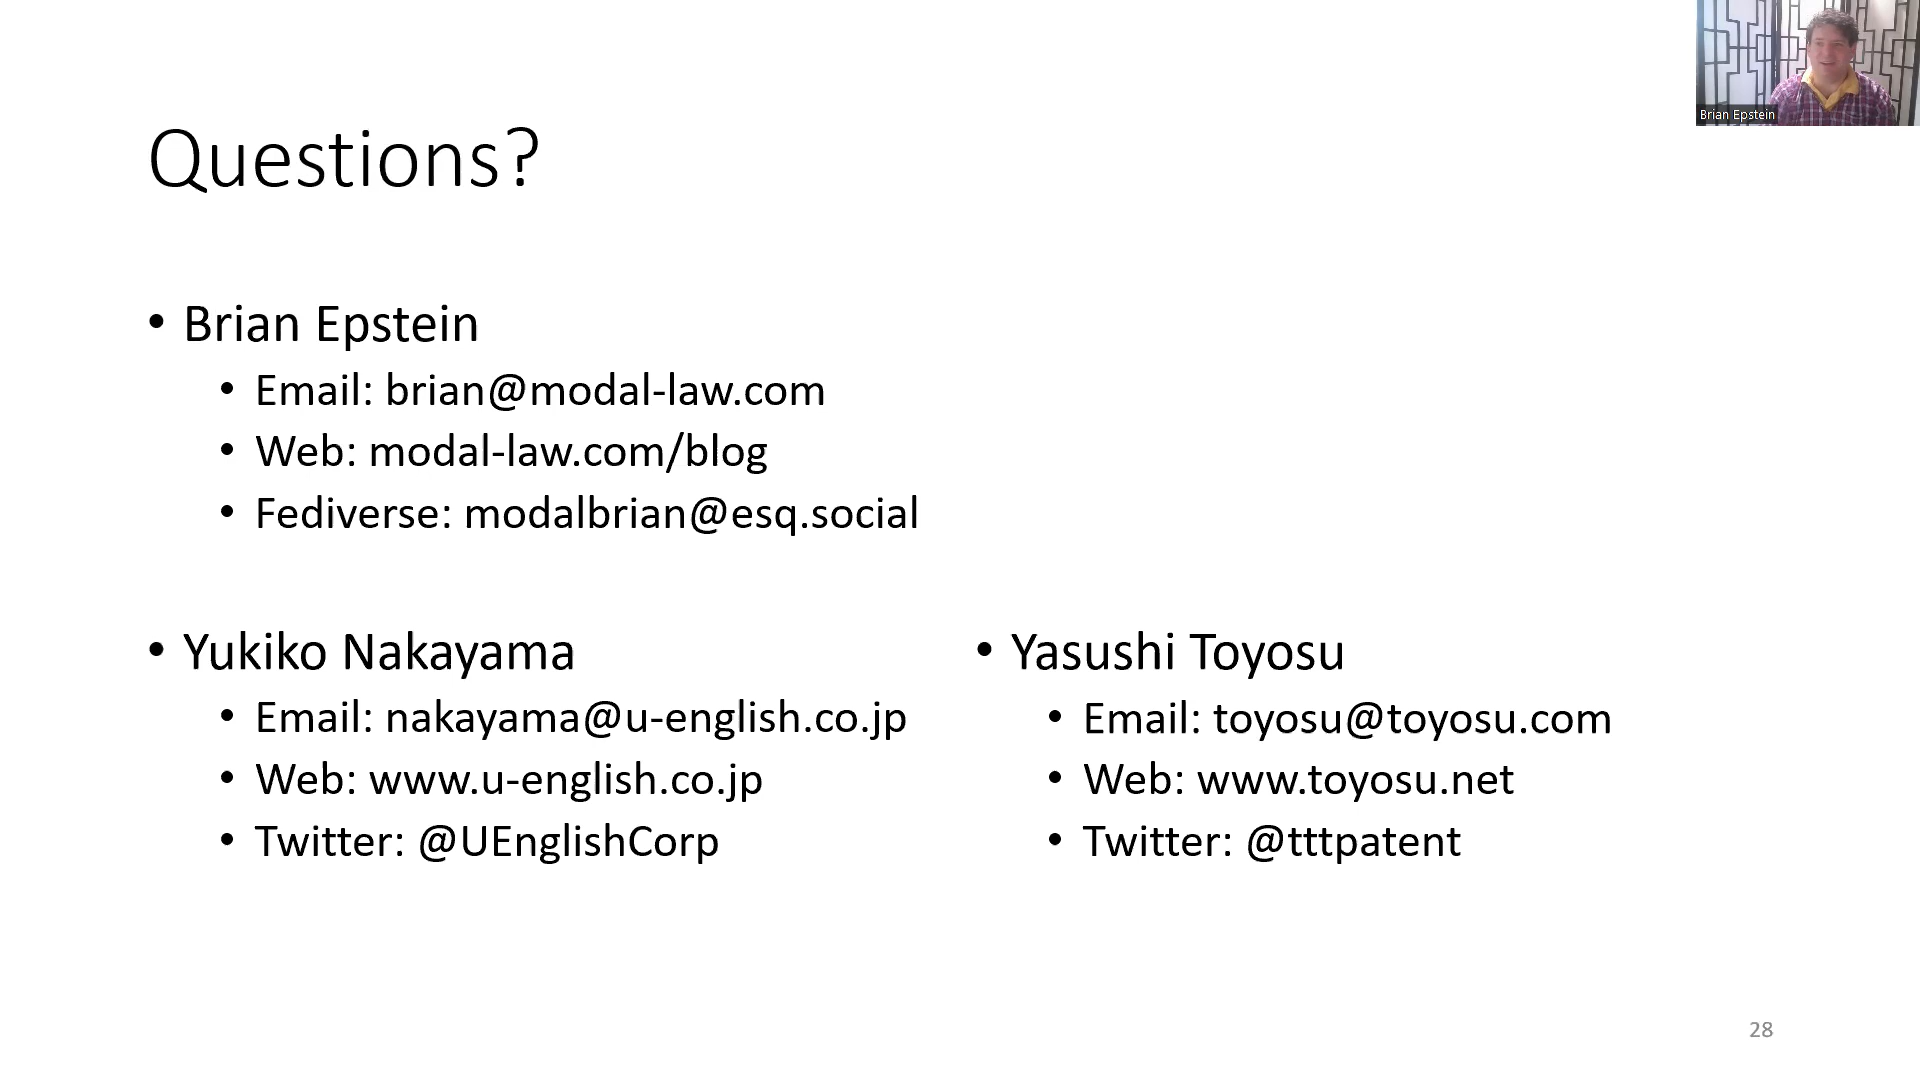 Brian Epstein
Questions?
• Brian Epstein
• Email: brian@modal-law.com
• Web: modal-law.com/blog
• Fediverse: modalbrian@esq.social
• Yukiko Nakayama
• Email: nakayama@u-english.co.jp
• Web: www.u-english.co.jp
• Twitter: @UEnglishCorp
• Yasushi Toyosu
• Email: toyosu@toyosu.com
• Web: www.toyosu.net
• Twitter: @tttpatent
28